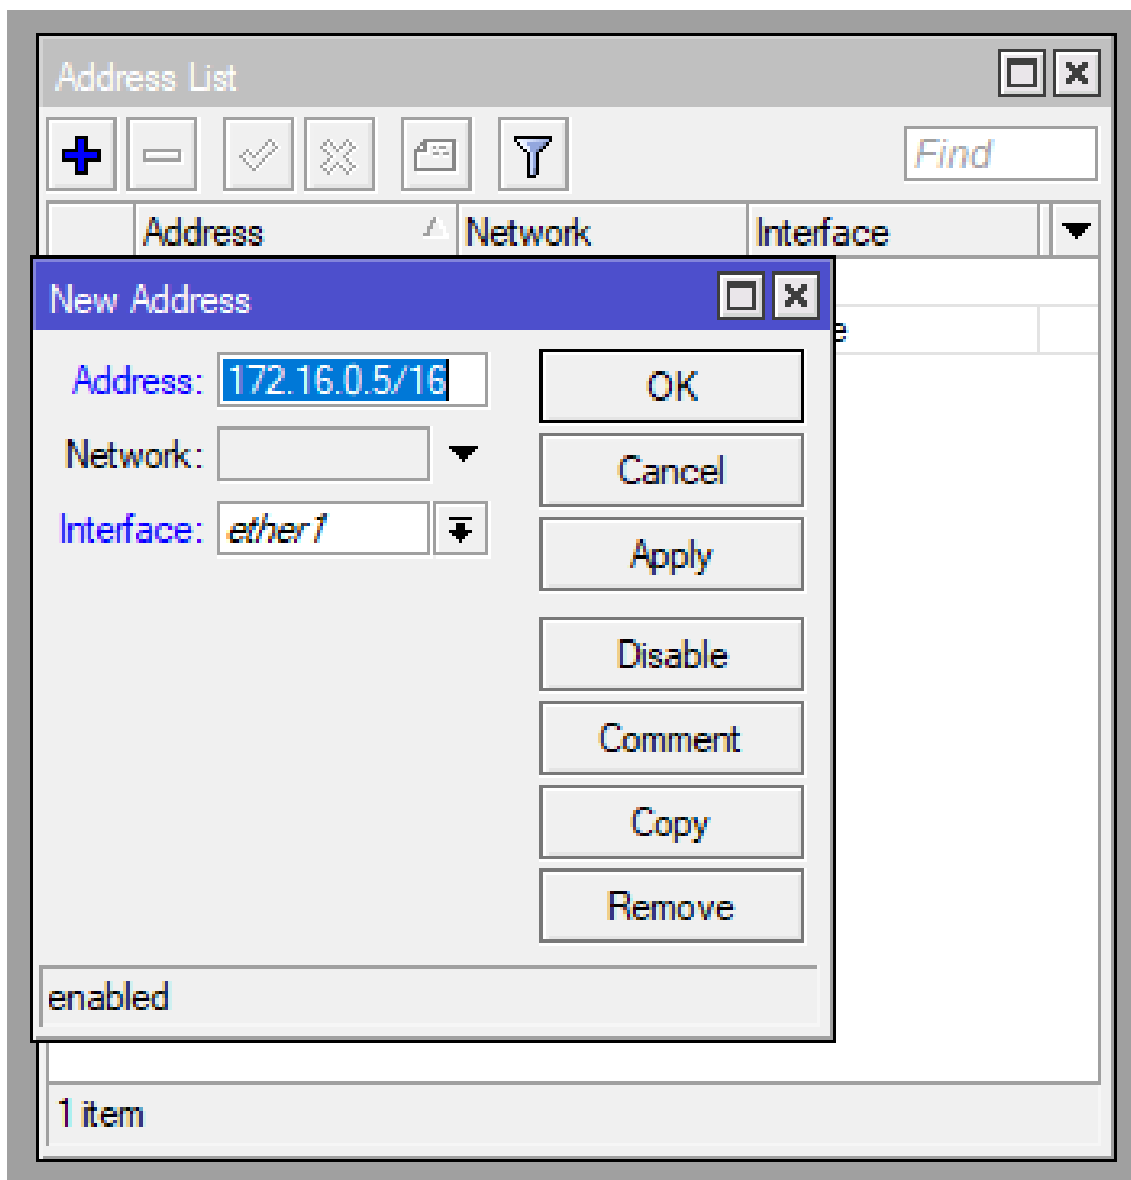 Address List
Find
Address Network Interface
New Address
Address: 172.16.0.5/16
OK
Network:
Cancel
Interface: ether1
Apply
Disable
Comment
Copy
Remove
enabled
1 item